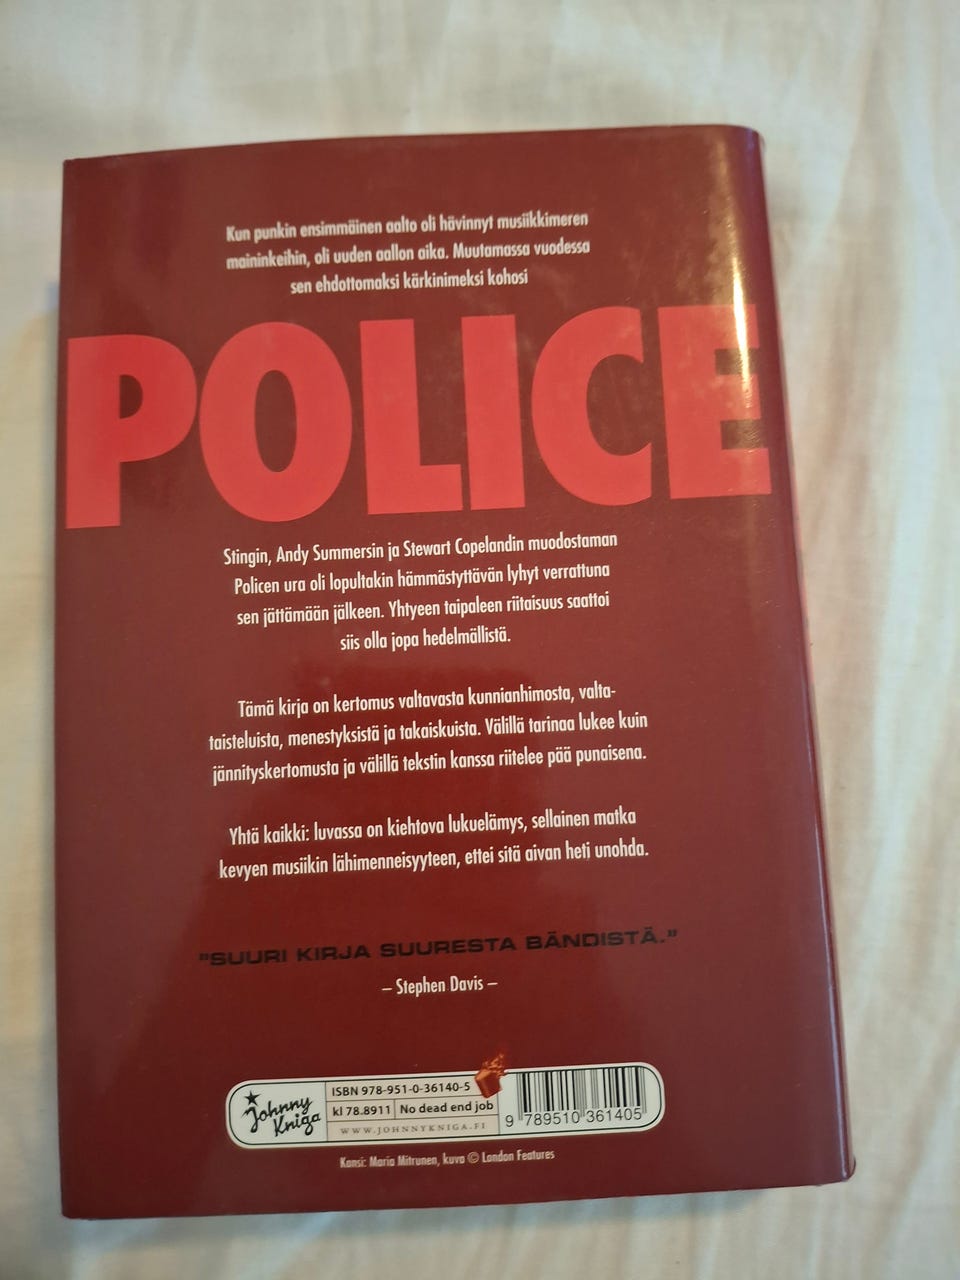 Kun punkin ensimmäinen aalto oli hävinnyt musiikkimeren
maininkeihin, oli uuden aallon aika. Muutamassa vuodessa
sen ehdottomaksi kärkinimeksi kohosi
POLICE
Stingin, Andy Summersin ja Stewart Copelandin muodostaman
Policen ura oli lopultakin hämmästyttävän lyhyt verrattuna
sen jättämään jälkeen. Yhtyeen taipaleen riitaisuus saattoi
siis olla jopa hedelmällistä.
Tämä kirja on kertomus valtavasta kunnianhimosta, valta-
taisteluista, menestyksistä ja takaiskuista. Välillä tarinaa lukee kuin
jännityskertomusta ja välillä tekstin kanssa riitelee pää punaisena.
Yhtä kaikki: luvassa on kiehtova lukuelämys, sellainen matka
kevyen musiikin lähimenneisyyteen, ettei sitä aivan heti unohda.
"SUURI KIRJA SUURESTA BÄNDISTÄ."
– Stephen Davis –
Johnny Kniga
ISBN 978-951-0-36140-5
kl 78.8911 No dead end job
WWW.JOHNNYKNIGA.FI
9 789510 361405
Kansi: Maria Mitrunen, kuva © London Features